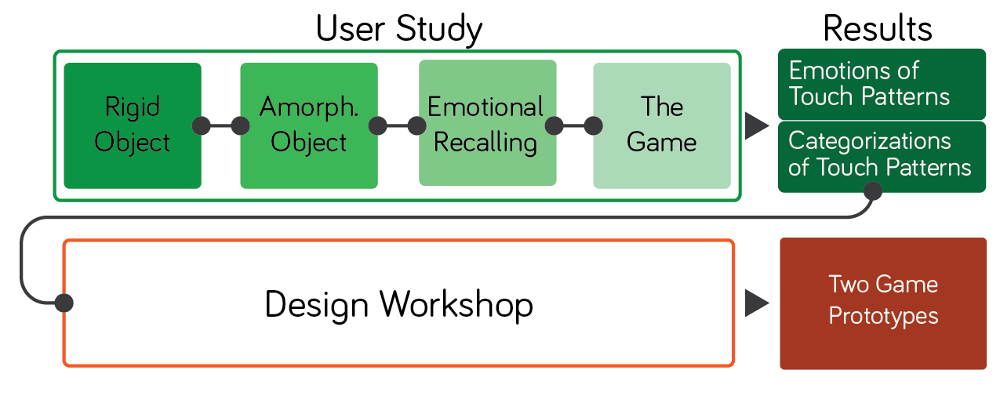 User Study
Results
Rigid
Object
Amorph.
Object
Emotional
Recalling
The
Game
Emotions of
Touch Patterns
Categorizations
of Touch Patterns
Design Workshop
Two Game
Prototypes